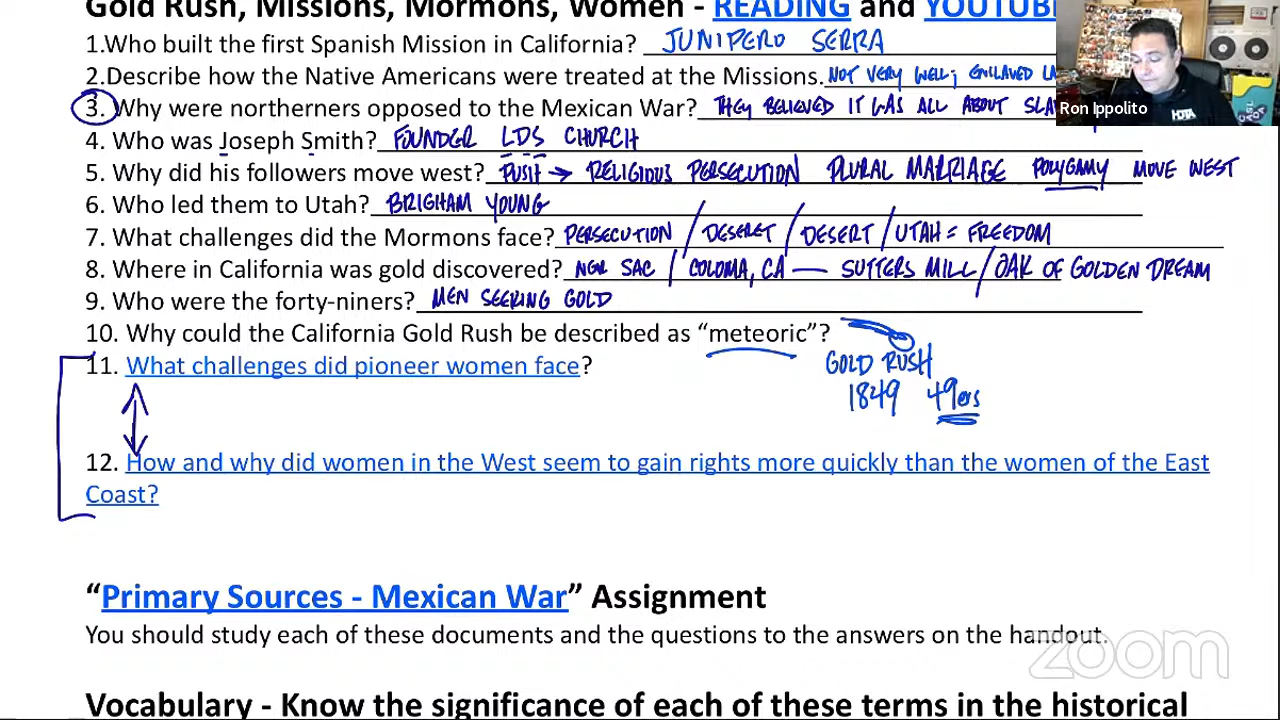 Gold Rush, Missions, Mormons, Women - READING and YOUTUB
1.Who built the first Spanish Mission in California? JUNIPERO SERRA
2.Describe how the Native Americans were treated at the Missions. NOT VERY WELL; ENSLAVED
3. Why were northerners opposed to the Mexican War? THEY BELIEVED IT WAS ALL ABOUT
Ron Ippolito
4. Who was Joseph Smith? FOUNDER LDS CHURCH
5. Why did his followers move west? PUSH → RELIGIOUS PERSECUTION PLURAL MARRIAGE POLYGAMY MOVE WEST
6. Who led them to Utah? BRIGHAM YOUNG
7. What challenges did the Mormons face? PERSECUTION / DESERET / DESERT / UTAH = FREEDOM
8. Where in California was gold discovered? SAC / COLOMA, CA — SUTTERS MILL / OAK OF GOLDEN DREAM
9. Who were the forty-niners? MEN SEEKING GOLD
10. Why could the California Gold Rush be described as “meteoric”?
GOLD RUSH
1849 49ers
11. What challenges did pioneer women face?
12. How and why did women in the West seem to gain rights more quickly than the women of the East
Coast?
“Primary Sources - Mexican War” Assignment
You should study each of these documents and the questions to the answers on the handout.
zoom
Vocabulary - Know the significance of each of these terms in the historical